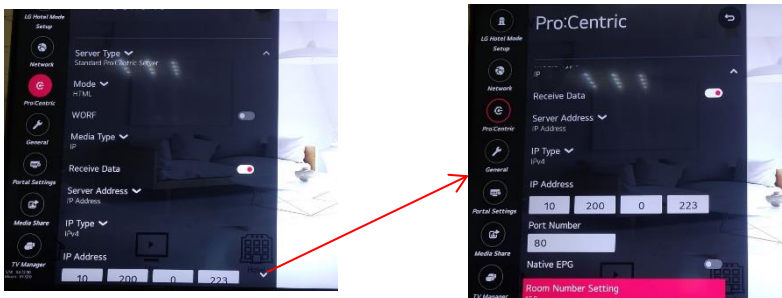 LG Hotel Mode
Setup
Network
Pro:Centric
General
Portal Settings
Media Share
TV Manager
Server Type
Standard Pro:Centric Server
Mode
HTML
WORF
Media Type
IP
Receive Data
Server Address
IP Address
IP Type
IPv4
IP Address
10 200 0 223
Pro:Centric
LG Hotel Mode
Setup
Network
Pro:Centric
General
Portal Settings
Media Share
TV Manager
IP
Receive Data
Server Address
IP Address
IP Type
IPv4
IP Address
10 200 0 223
Port Number
80
Native EPG
Room Number Setting